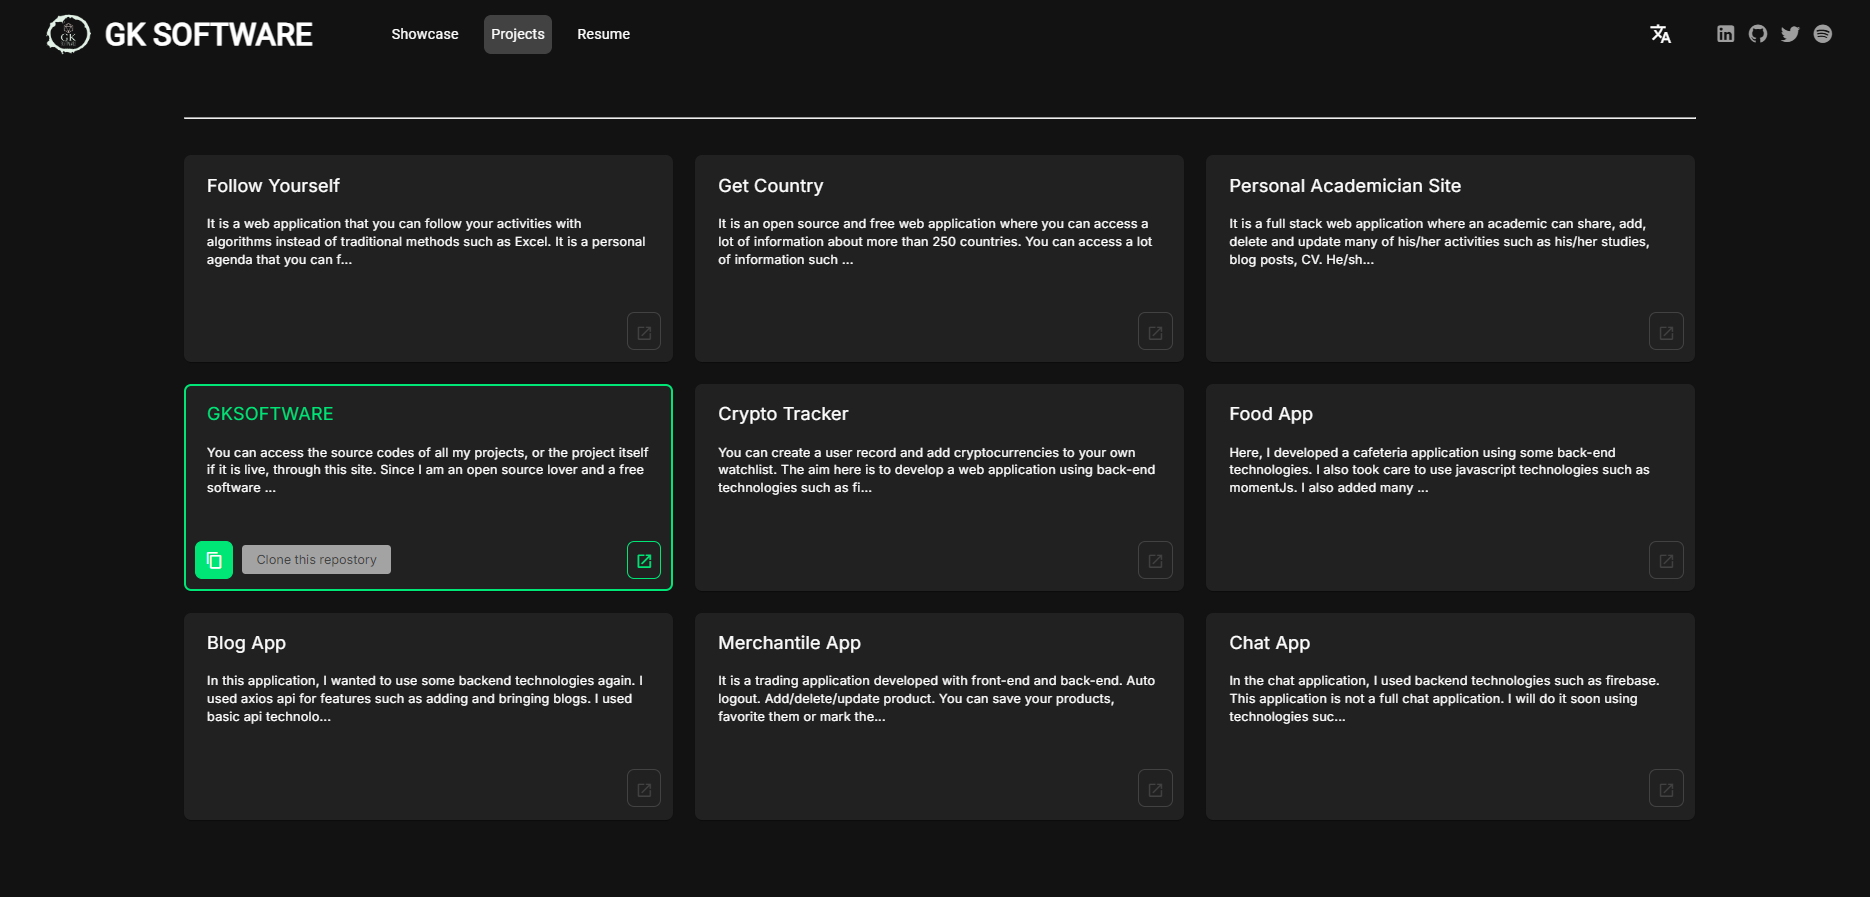 GK
GK SOFTWARE
Showcase
Projects
Resume
Follow Yourself
It is a web application that you can follow your activities with
algorithms instead of traditional methods such as Excel. It is a personal
agenda that you can f...
Get Country
It is an open source and free web application where you can access a
lot of information about more than 250 countries. You can access a lot
of information such ...
Personal Academician Site
It is a full stack web application where an academic can share, add,
delete and update many of his/her activities such as his/her studies,
blog posts, CV. He/sh...
GKSOFTWARE
You can access the source codes of all my projects, or the project itself
if it is live, through this site. Since I am an open source lover and a free
software ...
Clone this repostory
Crypto Tracker
You can create a user record and add cryptocurrencies to your own
watchlist. The aim here is to develop a web application using back-end
technologies such as fi...
Food App
Here, I developed a cafeteria application using some back-end
technologies. I also took care to use javascript technologies such as
momentJs. I also added many ...
Blog App
In this application, I wanted to use some backend technologies again. I
used axios api for features such as adding and bringing blogs. I used
basic api technolo...
Merchantile App
It is a trading application developed with front-end and back-end. Auto
logout. Add/delete/update product. You can save your products,
favorite them or mark the...
Chat App
In the chat application, I used backend technologies such as firebase.
This application is not a full chat application. I will do it soon using
technologies suc...